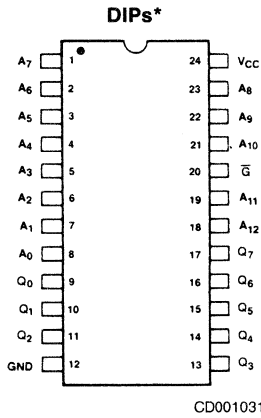 DIPs*
A7 1 24 VCC
A6 2 23 A8
A5 3 22 A9
A4 4 21 A10
A3 5 20 G̅
A2 6 19 A11
A1 7 18 A12
A0 8 17 Q7
Q0 9 16 Q6
Q1 10 15 Q5
Q2 11 14 Q4
GND 12 13 Q3
CD001031